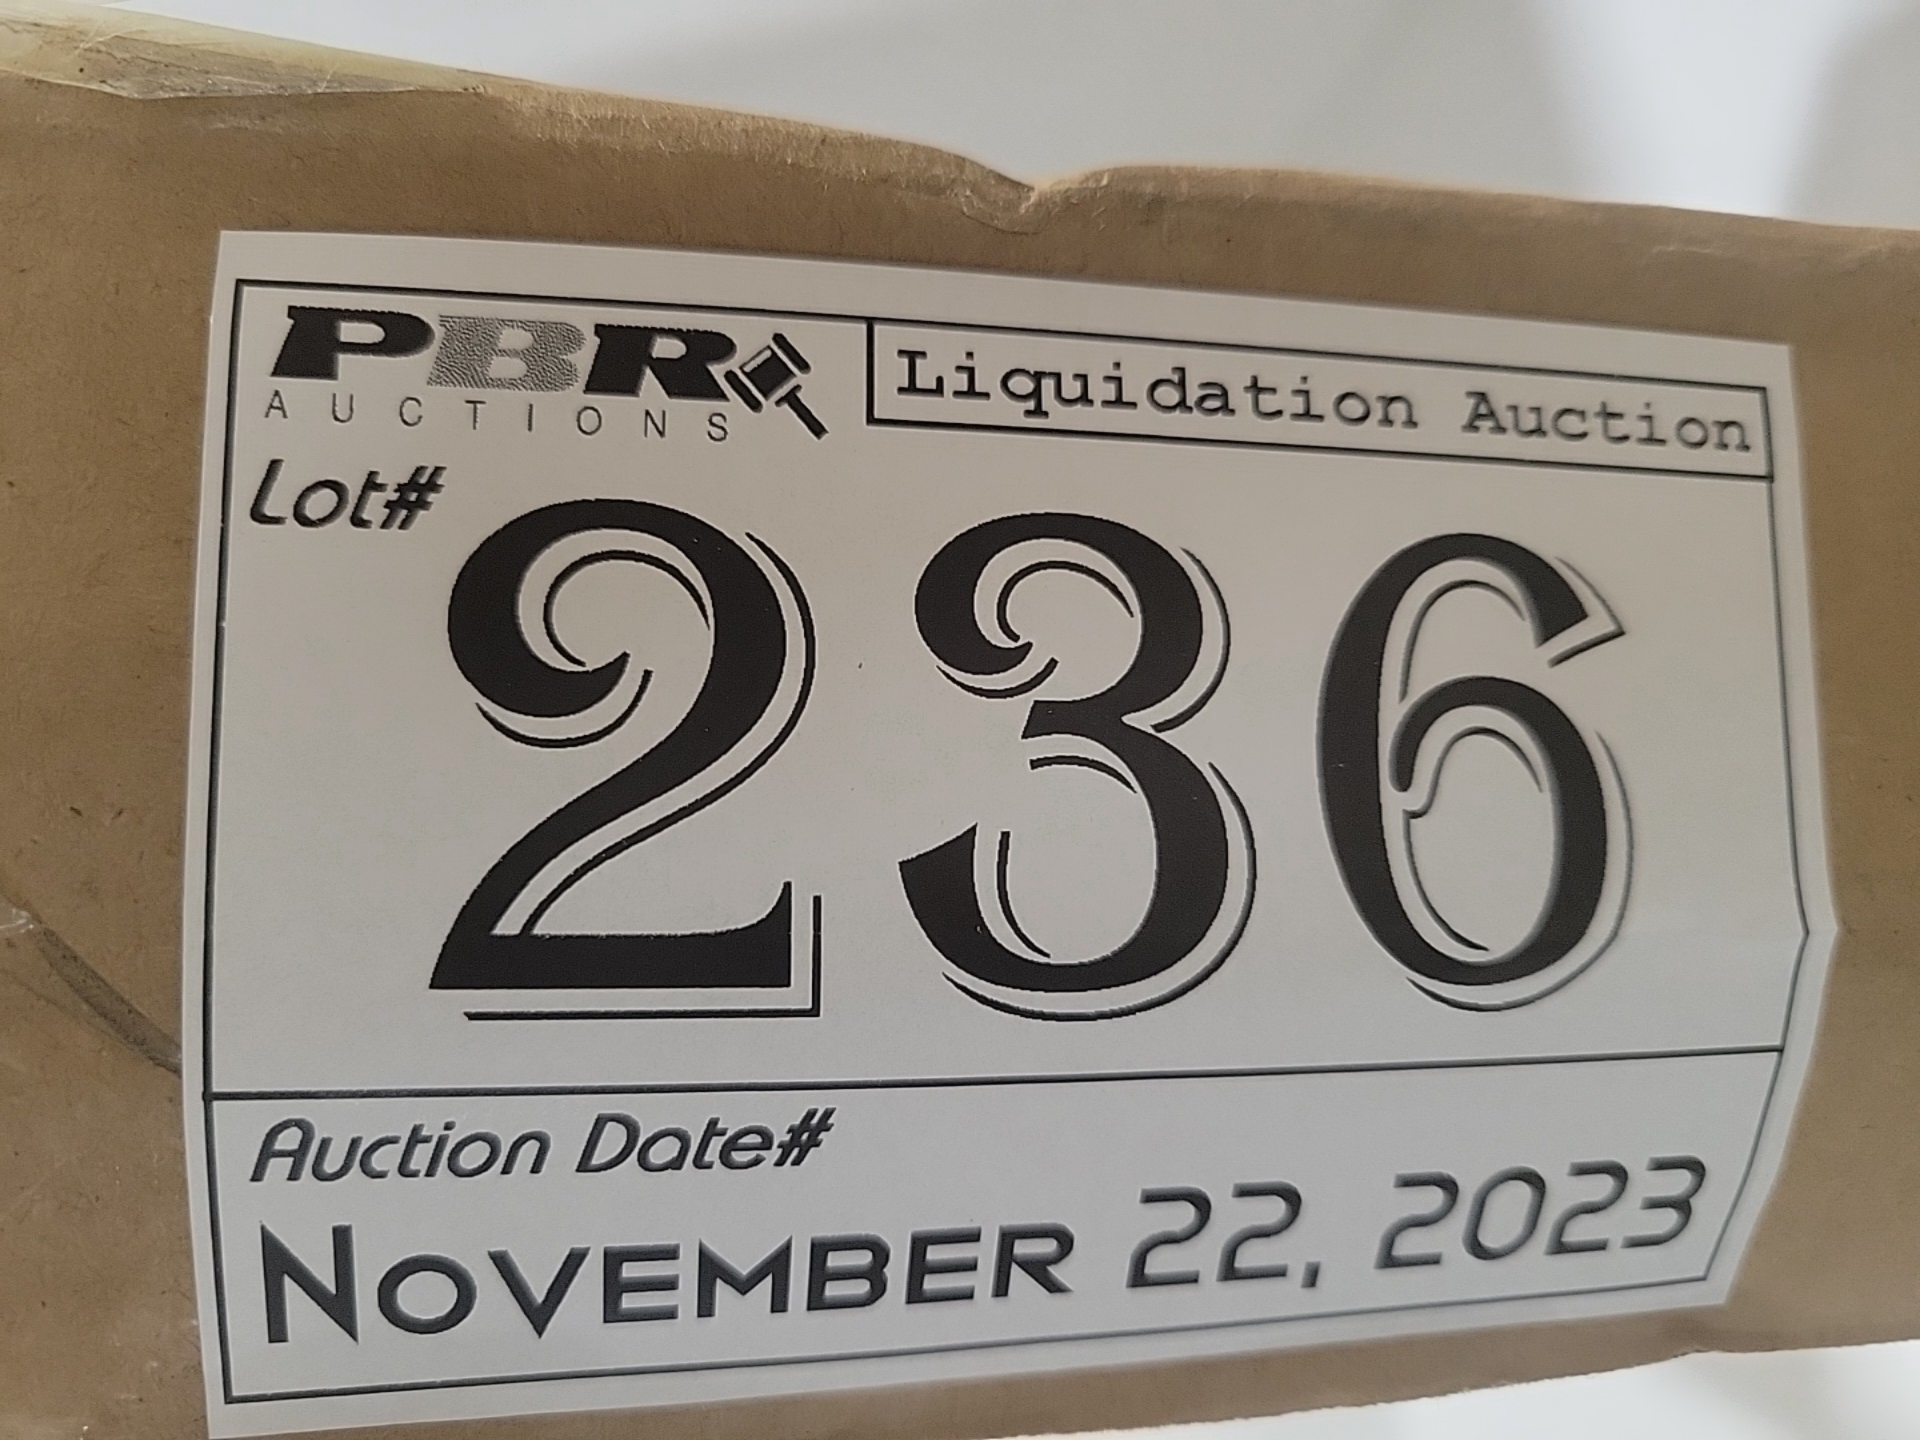 PBR
AUCTIONS
Liquidation Auction
Lot#
236
Auction Date#
NOVEMBER 22, 2023